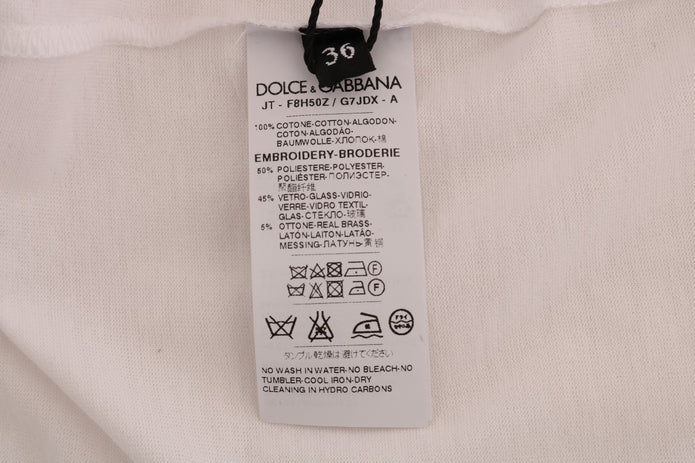 36
DOLCE & GABBANA
JT - F8H50Z / G7JDX - A
100% COTONE-COTTON-ALGODON-
COTON-ALGODÃO-
BAUMWOLLE-ХЛОПОК-棉
EMBROIDERY-BRODERIE
50% POLIESTERE-POLYESTER-
POLIÉSTER-ПОЛИЭСТЕР-
聚酯纤维
45% VETRO-GLASS-VIDRIO-
VERRE-VIDRO TEXTIL-
GLAS-СТЕКЛО-玻璃
5% OTTONE-REAL BRASS-
LATÓN-LAITON-LATÃO-
MESSING-ЛАТУНЬ
F
F
ドライ
タンブル乾燥は避けてください
NO WASH IN WATER-NO BLEACH-NO
TUMBLER-COOL IRON-DRY
CLEANING IN HYDRO CARBONS